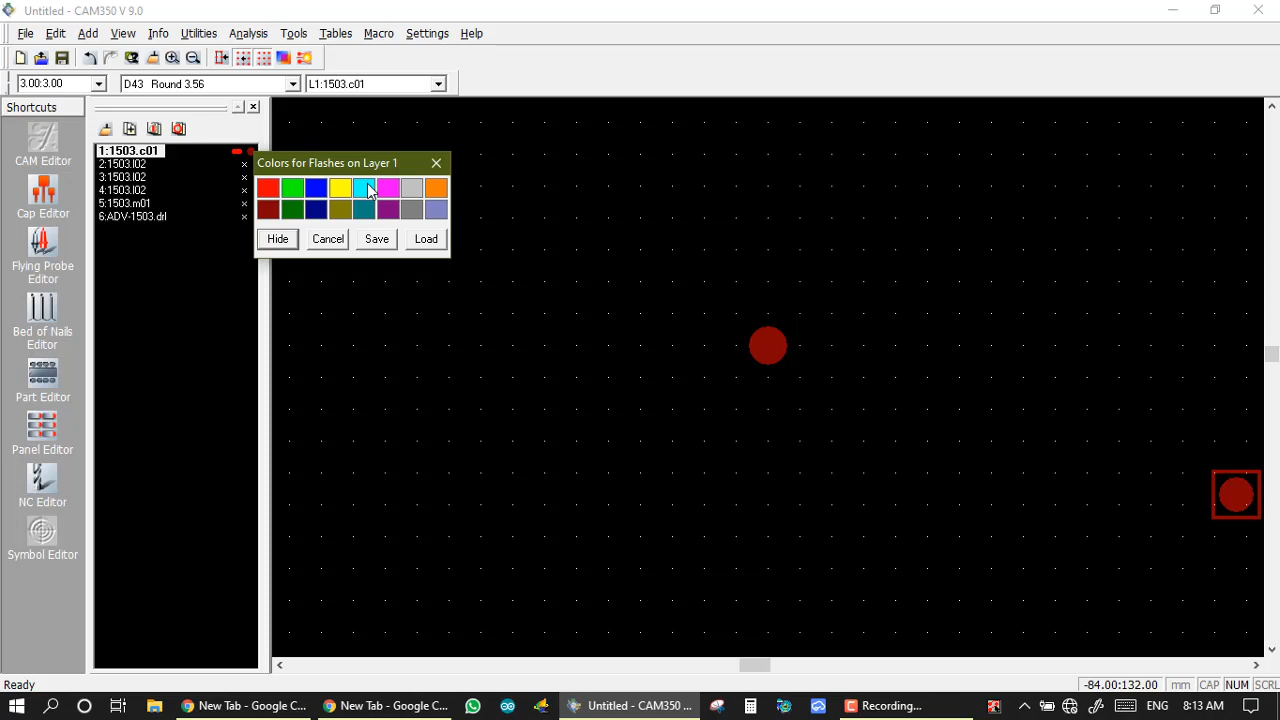 Untitled - CAM350 V 9.0
File Edit Add View Info Utilities Analysis Tools Tables Macro Settings Help
3.00:3.00 D43 Round 3.56 L1:1503.c01
Shortcuts
CAM Editor
Cap Editor
Flying Probe
Editor
Bed of Nails
Editor
Part Editor
Panel Editor
NC Editor
Symbol Editor
1:1503.c01
2:1503.l02
3:1503.l02
4:1503.l02
5:1503.m01
6:ADV-1503.drl
Colors for Flashes on Layer 1
Hide Cancel Save Load
Ready
-84.00:132.00 mm CAP NUM SCRL
New Tab - Google C... New Tab - Google C... Untitled - CAM350 ... Recording... ENG 8:13 AM